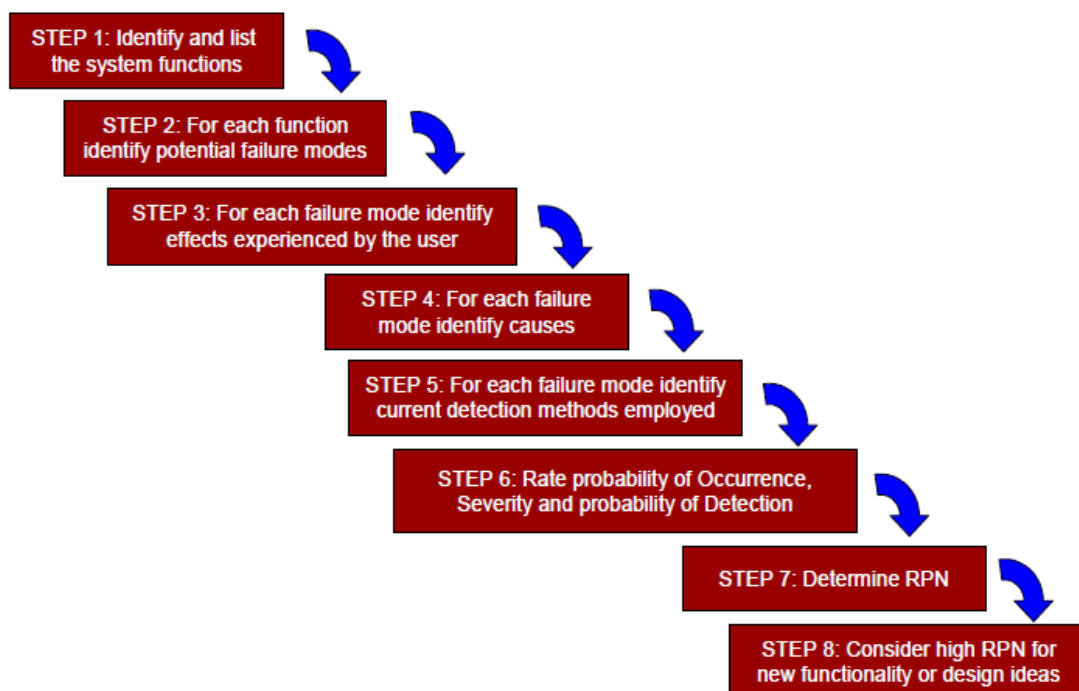 STEP 1: Identify and list
the system functions
STEP 2: For each function
identify potential failure modes
STEP 3: For each failure mode identify
effects experienced by the user
STEP 4: For each failure
mode identify causes
STEP 5: For each failure mode identify
current detection methods employed
STEP 6: Rate probability of Occurrence,
Severity and probability of Detection
STEP 7: Determine RPN
STEP 8: Consider high RPN for
new functionality or design ideas